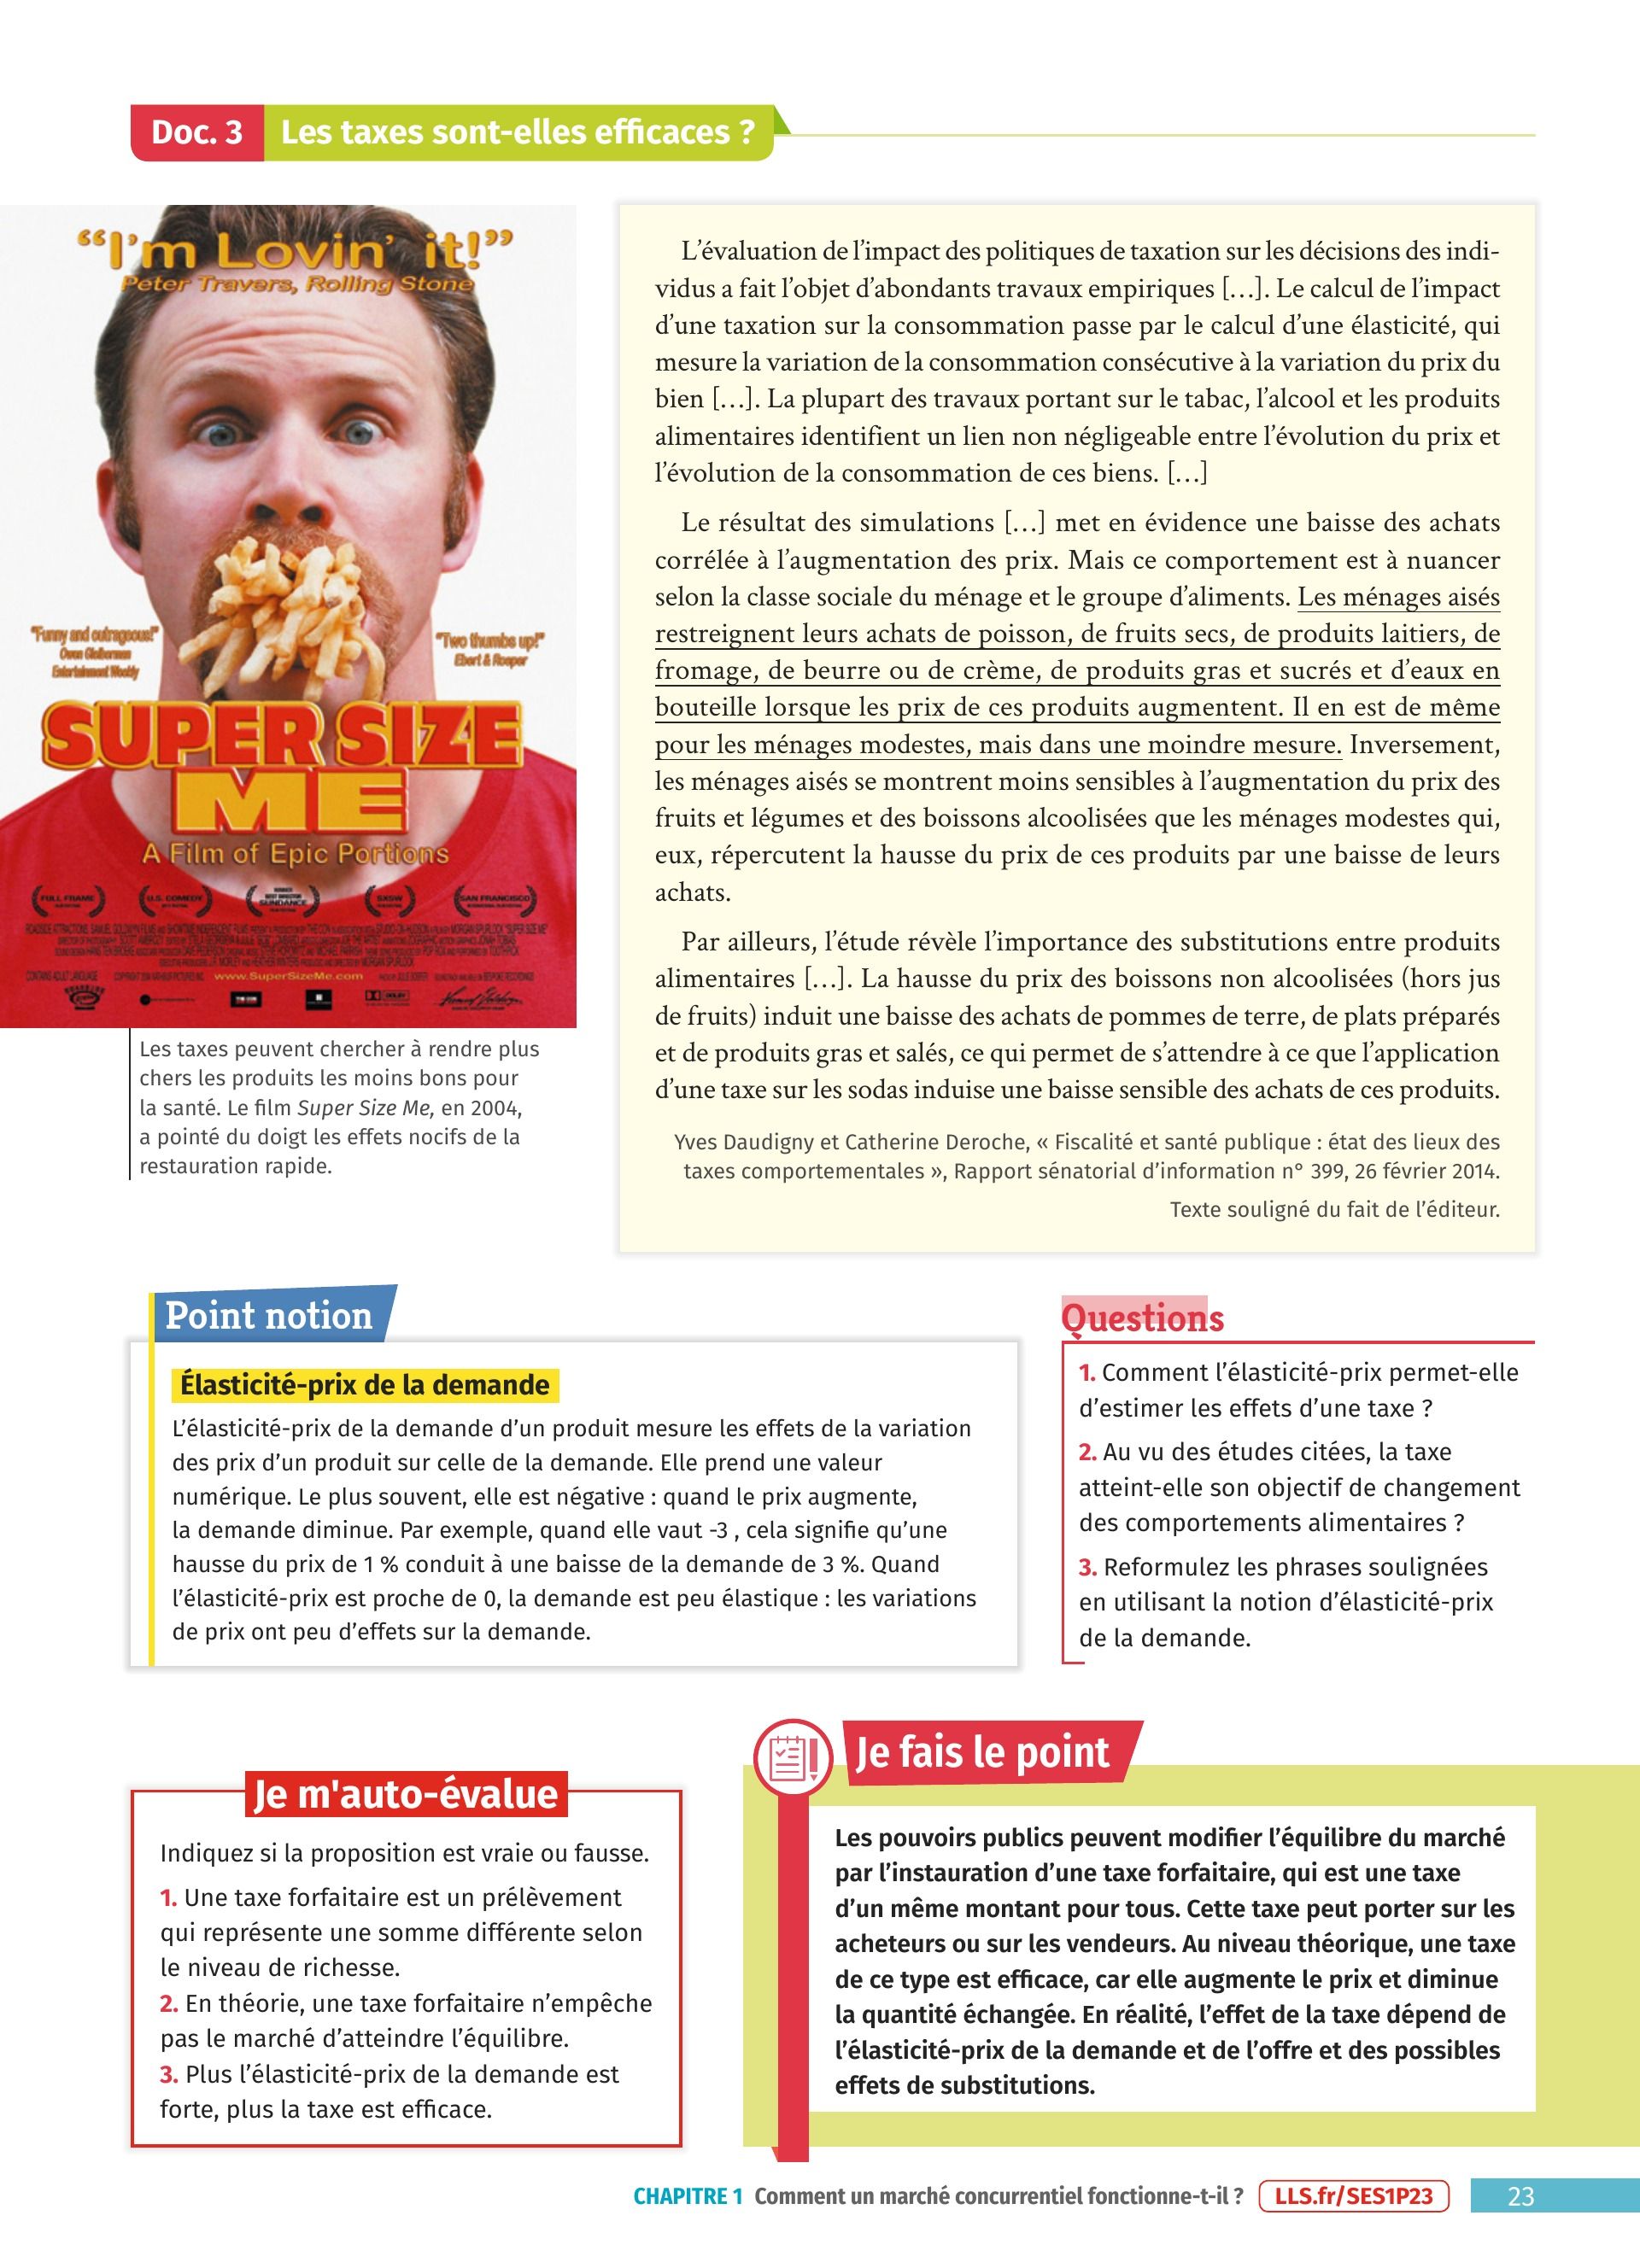 Doc. 3 Les taxes sont-elles efficaces ?
“I’m Lovin’ it!”
Peter Travers, Rolling Stone
“Funny and outrageous!”
Owen Gleiberman
Entertainment Weekly
“Two thumbs up!”
Ebert & Roeper
SUPER SIZE
ME
A Film of Epic Portions
FULL FRAME
U.S. COMEDY
SUNDANCE
SXSW
SAN FRANCISCO
www.SuperSizeMe.com
Les taxes peuvent chercher à rendre plus
chers les produits les moins bons pour
la santé. Le film Super Size Me, en 2004,
a pointé du doigt les effets nocifs de la
restauration rapide.
L’évaluation de l’impact des politiques de taxation sur les décisions des indi-
vidus a fait l’objet d’abondants travaux empiriques […]. Le calcul de l’impact
d’une taxation sur la consommation passe par le calcul d’une élasticité, qui
mesure la variation de la consommation consécutive à la variation du prix du
bien […]. La plupart des travaux portant sur le tabac, l’alcool et les produits
alimentaires identifient un lien non négligeable entre l’évolution du prix et
l’évolution de la consommation de ces biens. […]
Le résultat des simulations […] met en évidence une baisse des achats
corrélée à l’augmentation des prix. Mais ce comportement est à nuancer
selon la classe sociale du ménage et le groupe d’aliments. Les ménages aisés
restreignent leurs achats de poisson, de fruits secs, de produits laitiers, de
fromage, de beurre ou de crème, de produits gras et sucrés et d’eaux en
bouteille lorsque les prix de ces produits augmentent. Il en est de même
pour les ménages modestes, mais dans une moindre mesure. Inversement,
les ménages aisés se montrent moins sensibles à l’augmentation du prix des
fruits et légumes et des boissons alcoolisées que les ménages modestes qui,
eux, répercutent la hausse du prix de ces produits par une baisse de leurs
achats.
Par ailleurs, l’étude révèle l’importance des substitutions entre produits
alimentaires […]. La hausse du prix des boissons non alcoolisées (hors jus
de fruits) induit une baisse des achats de pommes de terre, de plats préparés
et de produits gras et salés, ce qui permet de s’attendre à ce que l’application
d’une taxe sur les sodas induise une baisse sensible des achats de ces produits.
Yves Daudigny et Catherine Deroche, « Fiscalité et santé publique : état des lieux des
taxes comportementales », Rapport sénatorial d’information n° 399, 26 février 2014.
Texte souligné du fait de l’éditeur.
Point notion
Élasticité-prix de la demande
L’élasticité-prix de la demande d’un produit mesure les effets de la variation
des prix d’un produit sur celle de la demande. Elle prend une valeur
numérique. Le plus souvent, elle est négative : quand le prix augmente,
la demande diminue. Par exemple, quand elle vaut -3 , cela signifie qu’une
hausse du prix de 1 % conduit à une baisse de la demande de 3 %. Quand
l’élasticité-prix est proche de 0, la demande est peu élastique : les variations
de prix ont peu d’effets sur la demande.
Questions
1. Comment l’élasticité-prix permet-elle
d’estimer les effets d’une taxe ?
2. Au vu des études citées, la taxe
atteint-elle son objectif de changement
des comportements alimentaires ?
3. Reformulez les phrases soulignées
en utilisant la notion d’élasticité-prix
de la demande.
Je m'auto-évalue
Indiquez si la proposition est vraie ou fausse.
1. Une taxe forfaitaire est un prélèvement
qui représente une somme différente selon
le niveau de richesse.
2. En théorie, une taxe forfaitaire n’empêche
pas le marché d’atteindre l’équilibre.
3. Plus l’élasticité-prix de la demande est
forte, plus la taxe est efficace.
Je fais le point
Les pouvoirs publics peuvent modifier l’équilibre du marché
par l’instauration d’une taxe forfaitaire, qui est une taxe
d’un même montant pour tous. Cette taxe peut porter sur les
acheteurs ou sur les vendeurs. Au niveau théorique, une taxe
de ce type est efficace, car elle augmente le prix et diminue
la quantité échangée. En réalité, l’effet de la taxe dépend de
l’élasticité-prix de la demande et de l’offre et des possibles
effets de substitutions.
CHAPITRE 1 Comment un marché concurrentiel fonctionne-t-il ? LLS.fr/SES1P23 23